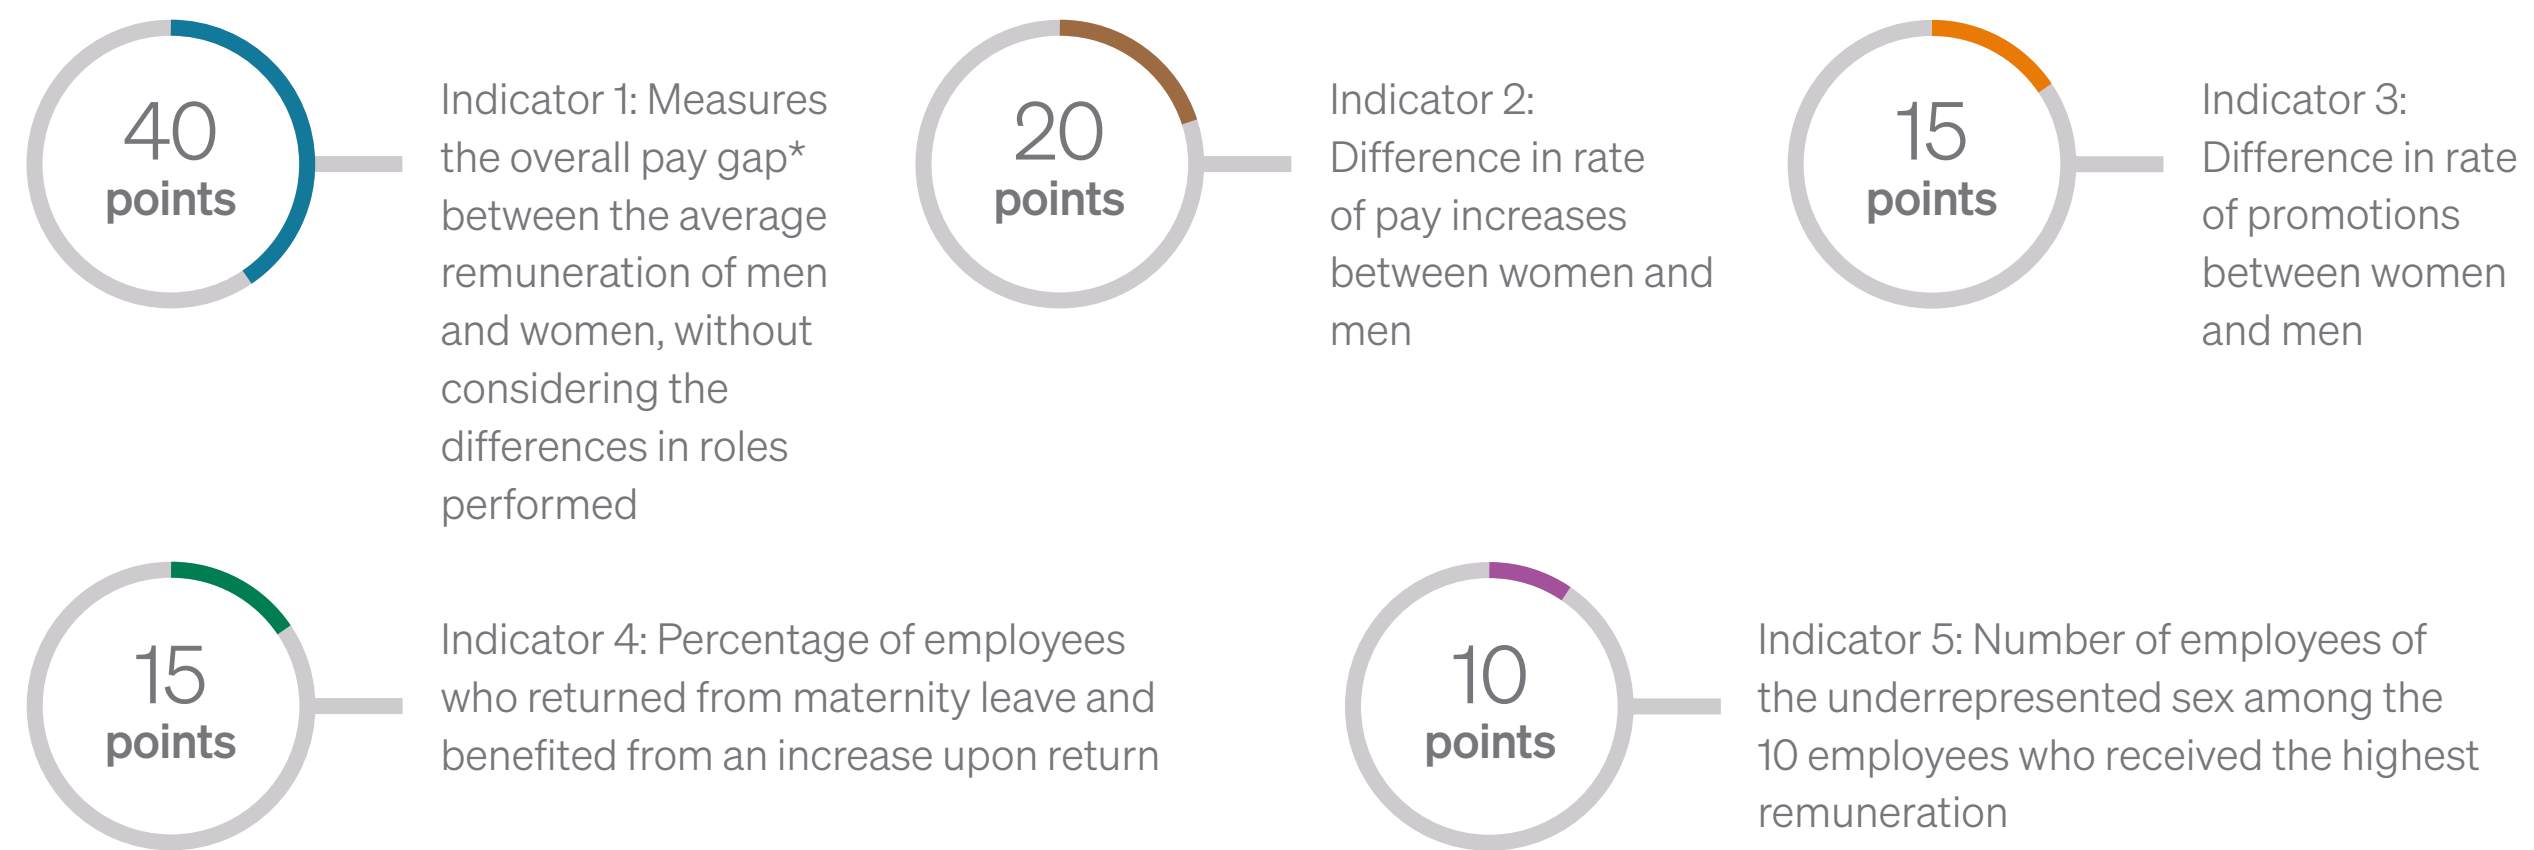 40
points
Indicator 1: Measures
the overall pay gap*
between the average
remuneration of men
and women, without
considering the
differences in roles
performed
20
points
Indicator 2:
Difference in rate
of pay increases
between women and
men
15
points
Indicator 3:
Difference in rate
of promotions
between women
and men
15
points
Indicator 4: Percentage of employees
who returned from maternity leave and
benefited from an increase upon return
10
points
Indicator 5: Number of employees of
the underrepresented sex among the
10 employees who received the highest
remuneration